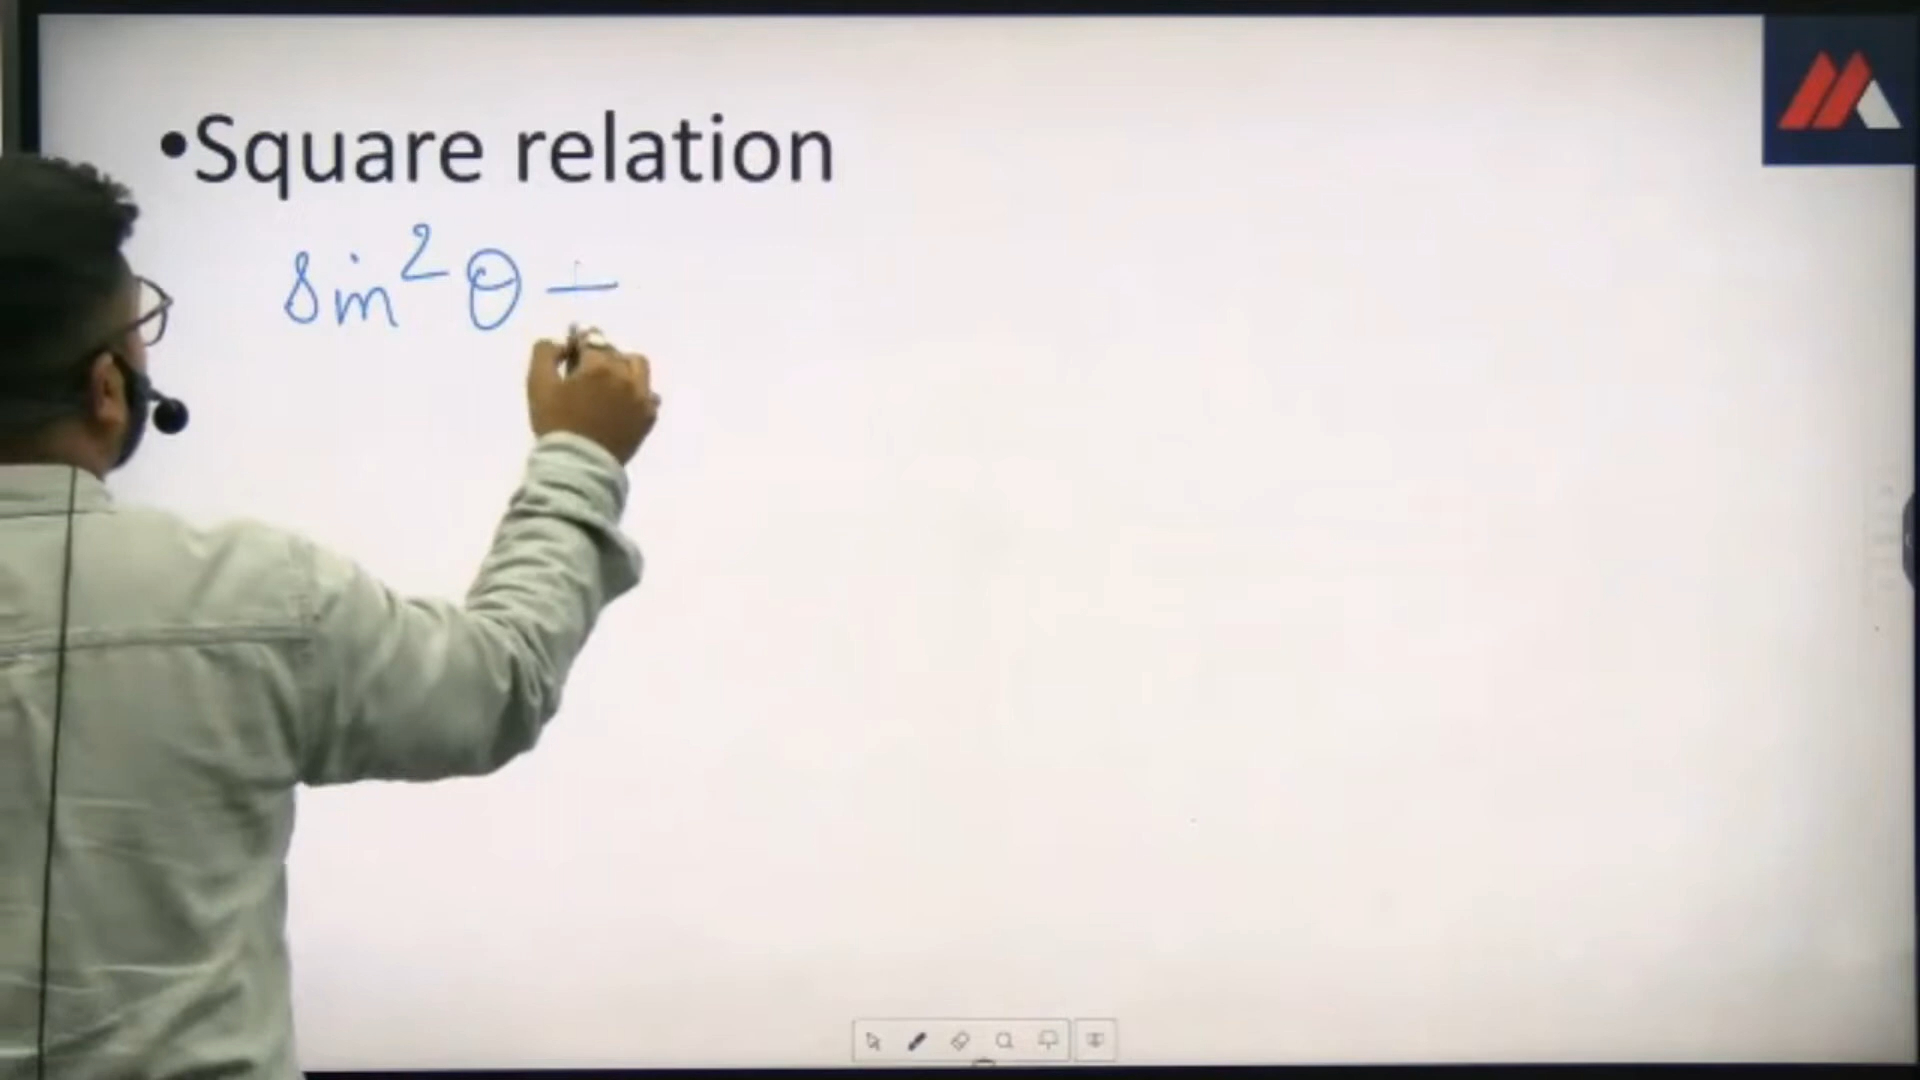 •Square relation
sin²θ +